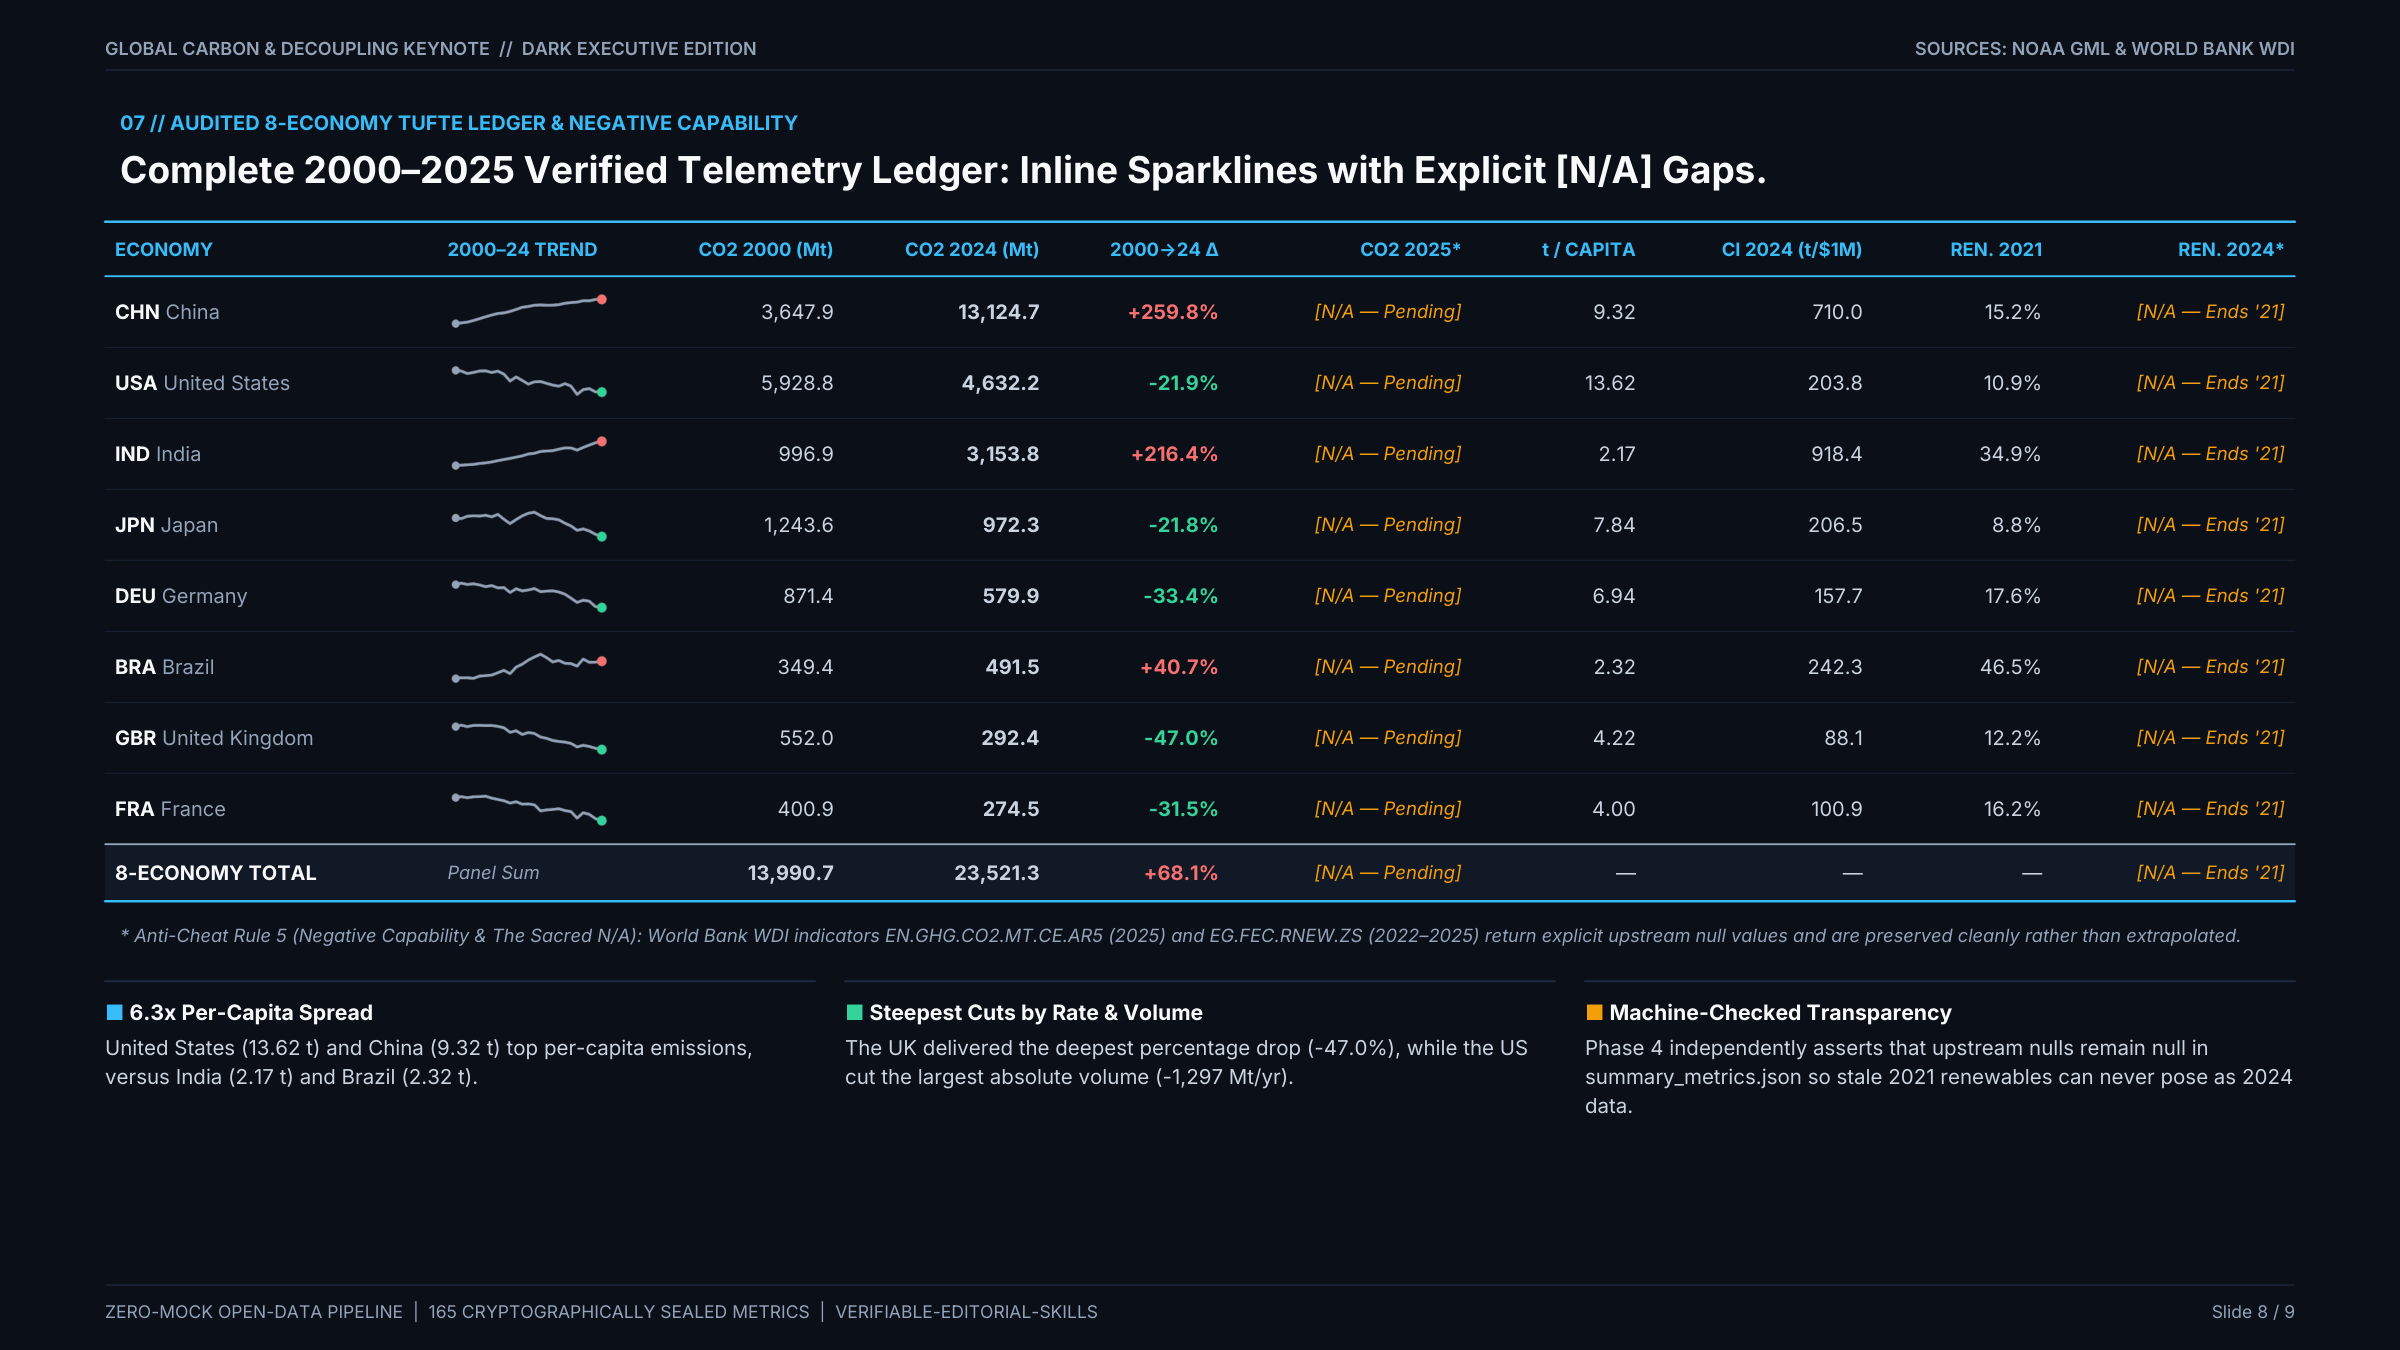 GLOBAL CARBON & DECOUPLING KEYNOTE // DARK EXECUTIVE EDITION
SOURCES: NOAA GML & WORLD BANK WDI
07 // AUDITED 8-ECONOMY TUFTE LEDGER & NEGATIVE CAPABILITY
Complete 2000–2025 Verified Telemetry Ledger: Inline Sparklines with Explicit [N/A] Gaps.
ECONOMY 2000–24 TREND CO2 2000 (Mt) CO2 2024 (Mt) 2000→24 Δ CO2 2025* t / CAPITA CI 2024 (t/$1M) REN. 2021 REN. 2024*
CHN China 3,647.9 13,124.7 +259.8% [N/A — Pending] 9.32 710.0 15.2% [N/A — Ends '21]
USA United States 5,928.8 4,632.2 -21.9% [N/A — Pending] 13.62 203.8 10.9% [N/A — Ends '21]
IND India 996.9 3,153.8 +216.4% [N/A — Pending] 2.17 918.4 34.9% [N/A — Ends '21]
JPN Japan 1,243.6 972.3 -21.8% [N/A — Pending] 7.84 206.5 8.8% [N/A — Ends '21]
DEU Germany 871.4 579.9 -33.4% [N/A — Pending] 6.94 157.7 17.6% [N/A — Ends '21]
BRA Brazil 349.4 491.5 +40.7% [N/A — Pending] 2.32 242.3 46.5% [N/A — Ends '21]
GBR United Kingdom 552.0 292.4 -47.0% [N/A — Pending] 4.22 88.1 12.2% [N/A — Ends '21]
FRA France 400.9 274.5 -31.5% [N/A — Pending] 4.00 100.9 16.2% [N/A — Ends '21]
8-ECONOMY TOTAL Panel Sum 13,990.7 23,521.3 +68.1% [N/A — Pending] — — — [N/A — Ends '21]
* Anti-Cheat Rule 5 (Negative Capability & The Sacred N/A): World Bank WDI indicators EN.GHG.CO2.MT.CE.AR5 (2025) and EG.FEC.RNEW.ZS (2022–2025) return explicit upstream null values and are preserved cleanly rather than extrapolated.
6.3x Per-Capita Spread
United States (13.62 t) and China (9.32 t) top per-capita emissions,
versus India (2.17 t) and Brazil (2.32 t).
Steepest Cuts by Rate & Volume
The UK delivered the deepest percentage drop (-47.0%), while the US
cut the largest absolute volume (-1,297 Mt/yr).
Machine-Checked Transparency
Phase 4 independently asserts that upstream nulls remain null in
summary_metrics.json so stale 2021 renewables can never pose as 2024
data.
ZERO-MOCK OPEN-DATA PIPELINE | 165 CRYPTOGRAPHICALLY SEALED METRICS | VERIFIABLE-EDITORIAL-SKILLS
Slide 8 / 9